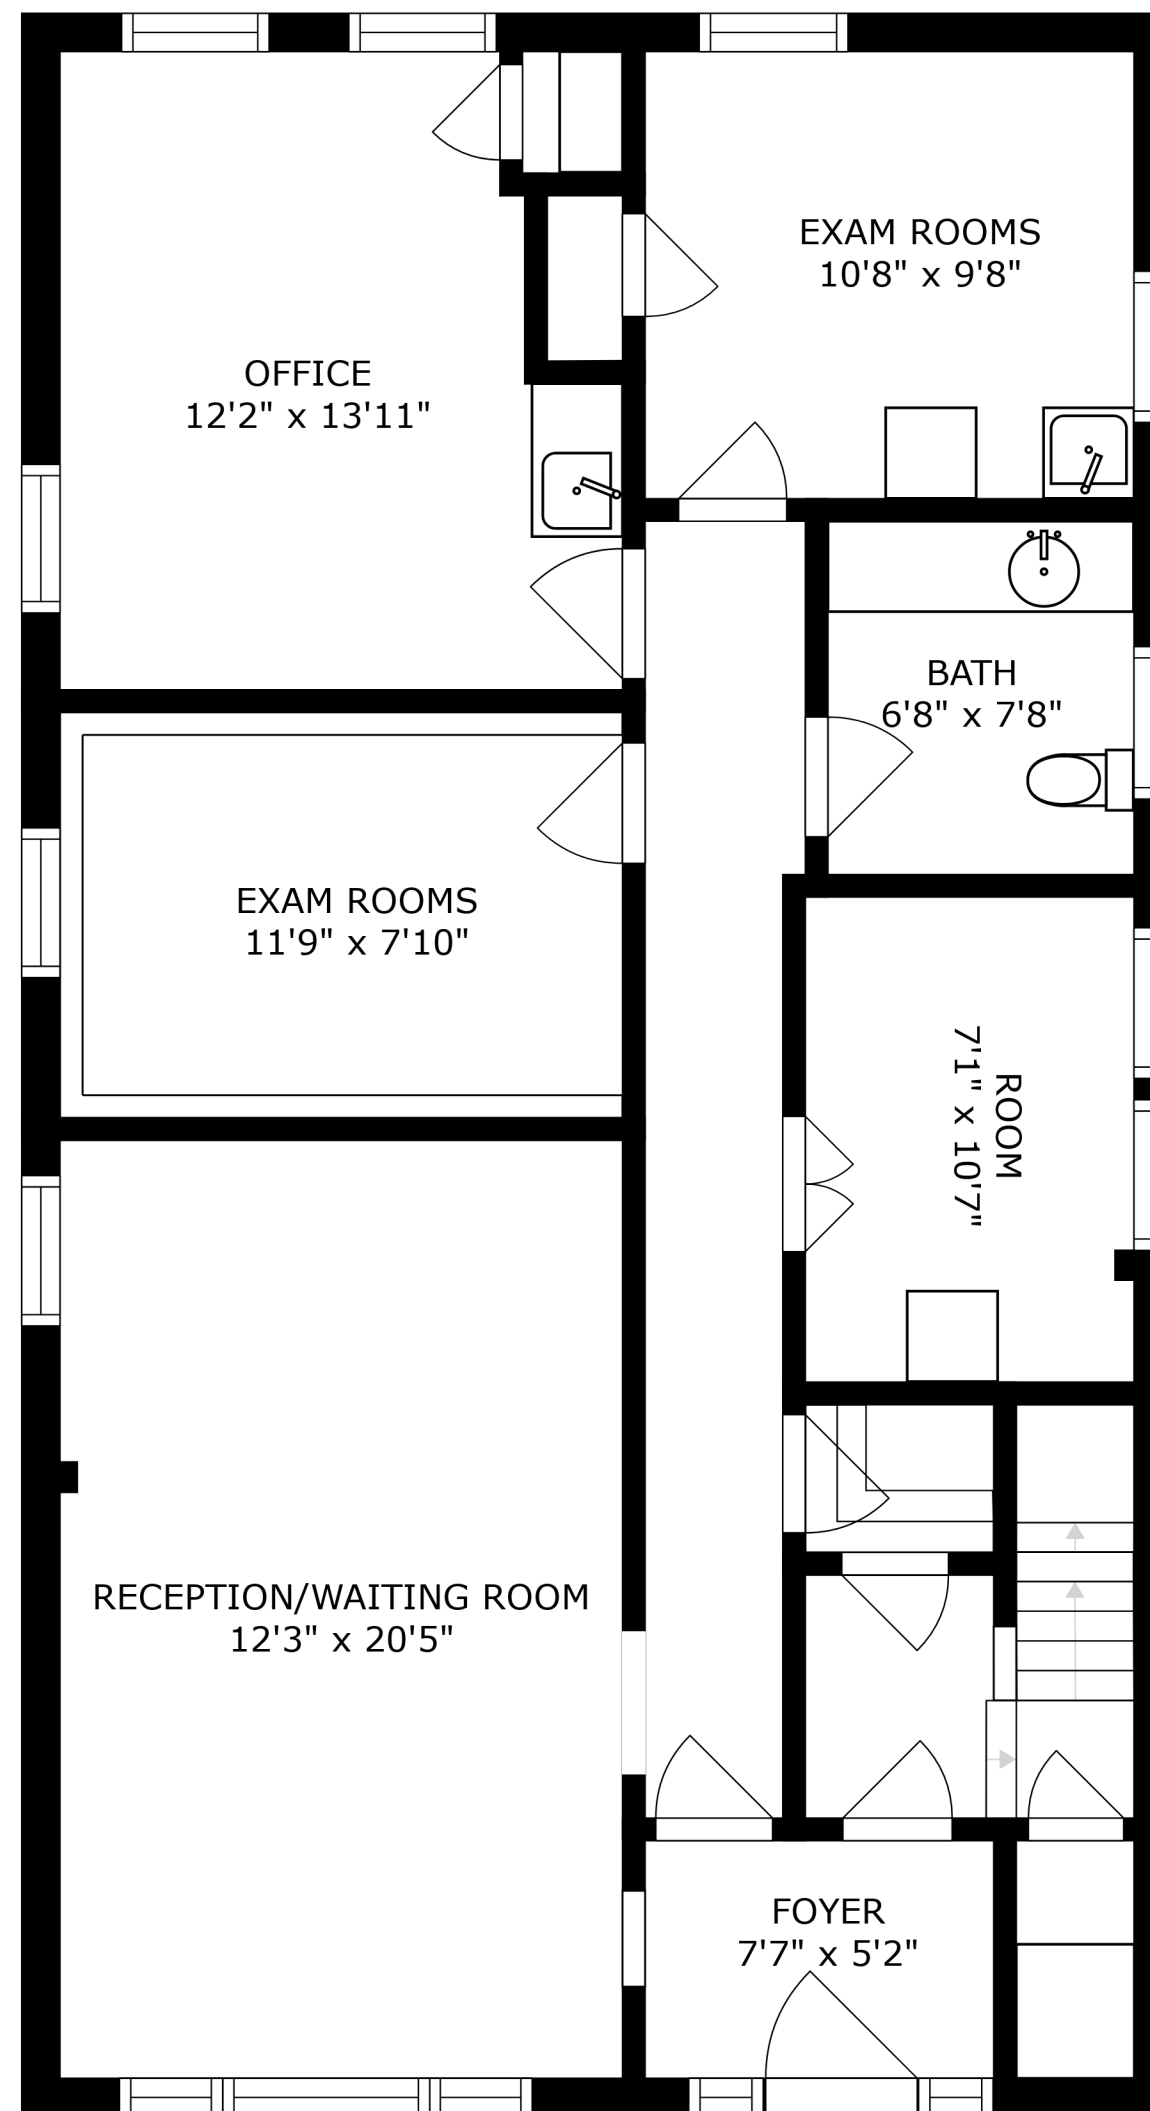 EXAM ROOMS
10'8" x 9'8"
OFFICE
12'2" x 13'11"
BATH
6'8" x 7'8"
EXAM ROOMS
11'9" x 7'10"
ROOM
7'1" x 10'7"
RECEPTION/WAITING ROOM
12'3" x 20'5"
FOYER
7'7" x 5'2"